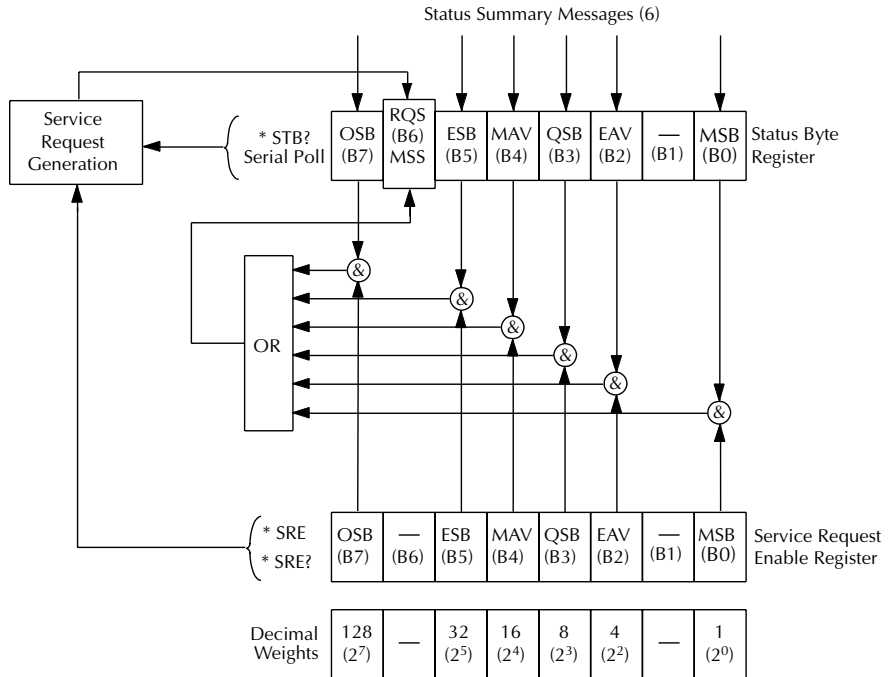 Status Summary Messages (6)
Service
Request
Generation
* STB?
Serial Poll
OSB
(B7)
RQS
(B6)
MSS
ESB
(B5)
MAV
(B4)
QSB
(B3)
EAV
(B2)
—
(B1)
MSB
(B0)
Status Byte
Register
OR
&
&
&
&
&
&
* SRE
* SRE?
OSB
(B7)
—
(B6)
ESB
(B5)
MAV
(B4)
QSB
(B3)
EAV
(B2)
—
(B1)
MSB
(B0)
Service Request
Enable Register
Decimal
Weights
128
(2⁷)
—
32
(2⁵)
16
(2⁴)
8
(2³)
4
(2²)
—
1
(2⁰)